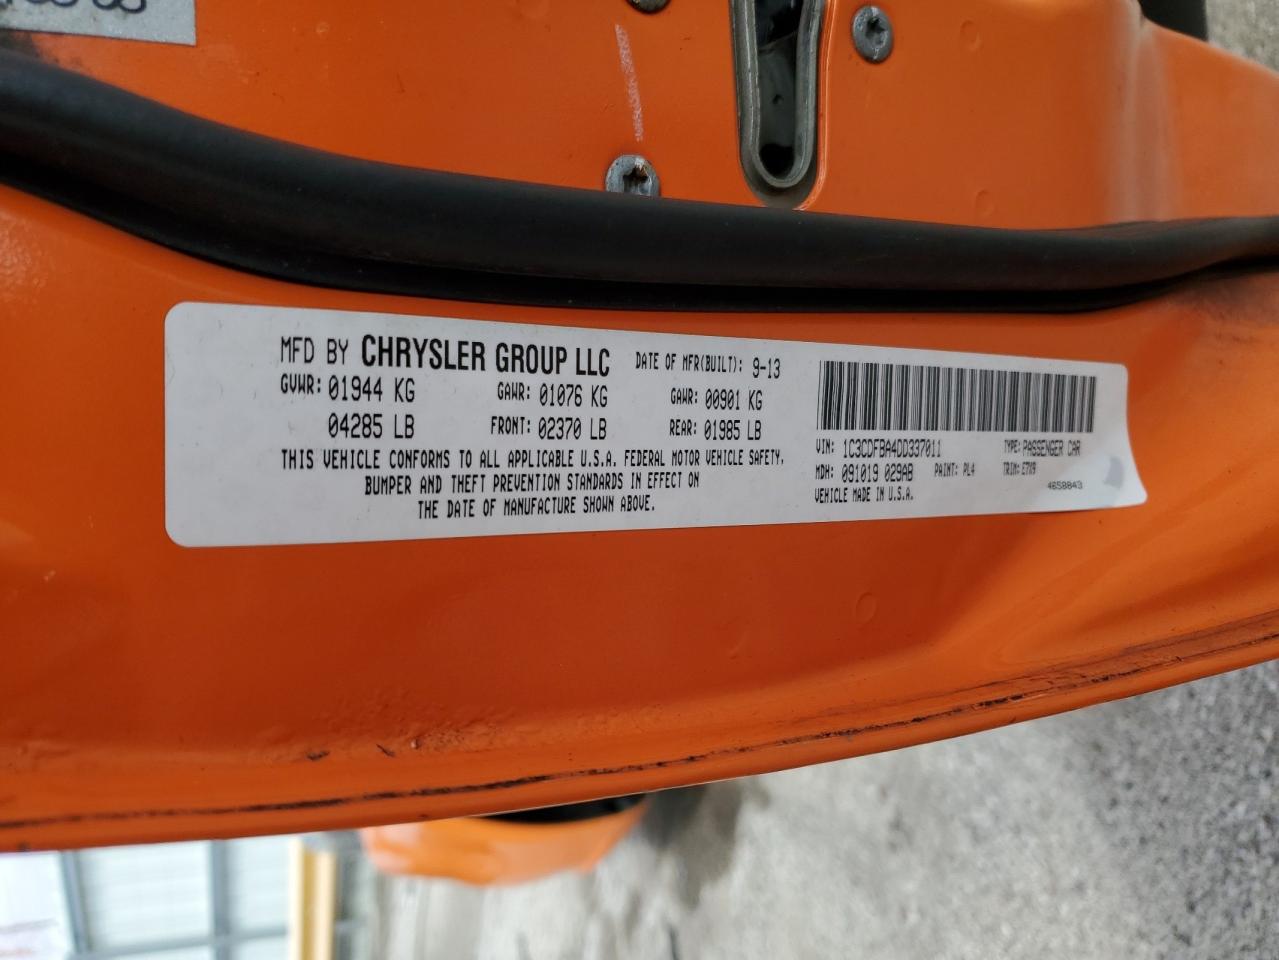 MFD BY CHRYSLER GROUP LLC DATE OF MFR(BUILT): 9-13
GVWR: 01944 KG GAWR: 01076 KG GAWR: 00901 KG
04285 LB FRONT: 02370 LB REAR: 01985 LB
THIS VEHICLE CONFORMS TO ALL APPLICABLE U.S.A. FEDERAL MOTOR VEHICLE SAFETY,
BUMPER AND THEFT PREVENTION STANDARDS IN EFFECT ON
THE DATE OF MANUFACTURE SHOWN ABOVE.
VIN: 1C3CDFBA4DD337011 TYPE: PASSENGER CAR
MDH: 091019 029AB PAINT: PL4 TRIM: E7X9
VEHICLE MADE IN U.S.A. 4658843